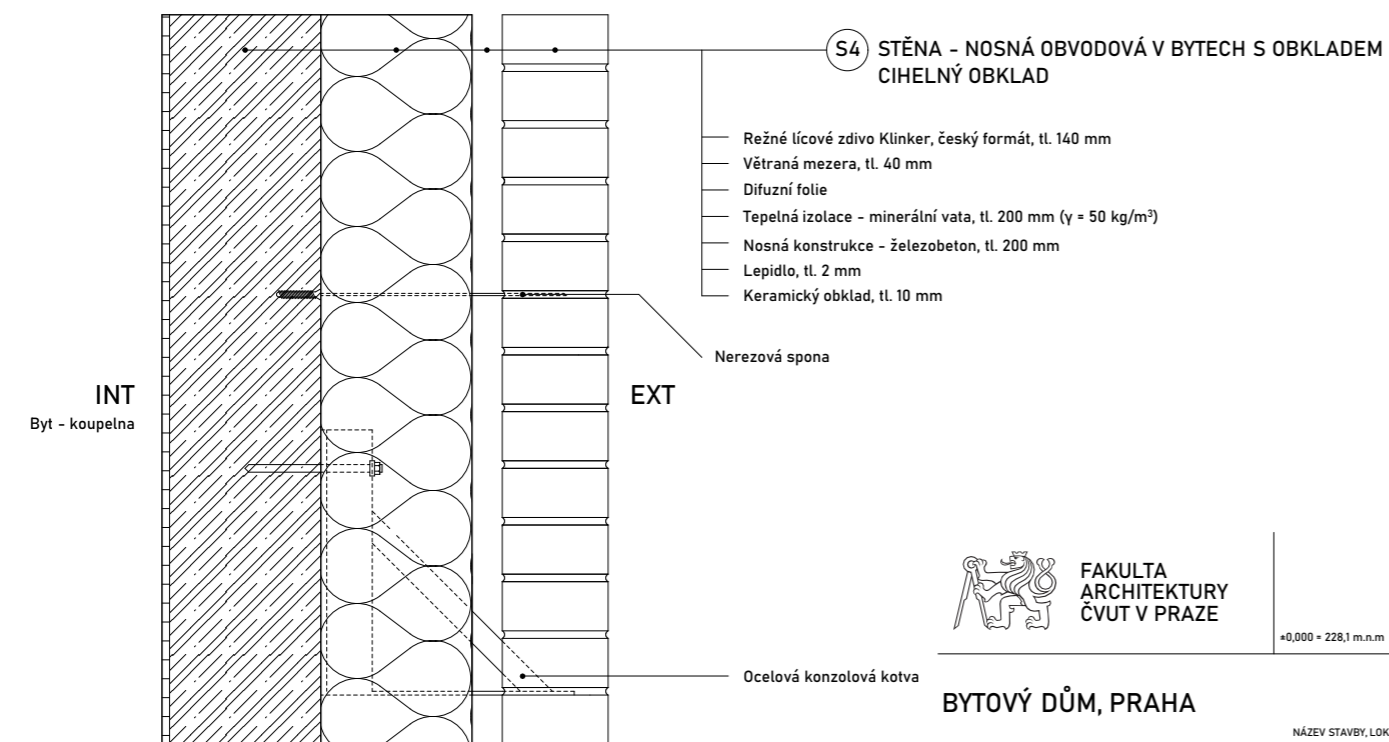 S4 STĚNA - NOSNÁ OBVODOVÁ V BYTECH S OBKLADEM
CIHELNÝ OBKLAD
Režné lícové zdivo Klinker, český formát, tl. 140 mm
Větraná mezera, tl. 40 mm
Difuzní folie
Tepelná izolace - minerální vata, tl. 200 mm (γ = 50 kg/m³)
Nosná konstrukce - železobeton, tl. 200 mm
Lepidlo, tl. 2 mm
Keramický obklad, tl. 10 mm
Nerezová spona
INT
Byt - koupelna
EXT
Ocelová konzolová kotva
FAKULTA
ARCHITEKTURY
ČVUT V PRAZE
±0,000 = 228,1 m.n.m
BYTOVÝ DŮM, PRAHA
NÁZEV STAVBY, LOK